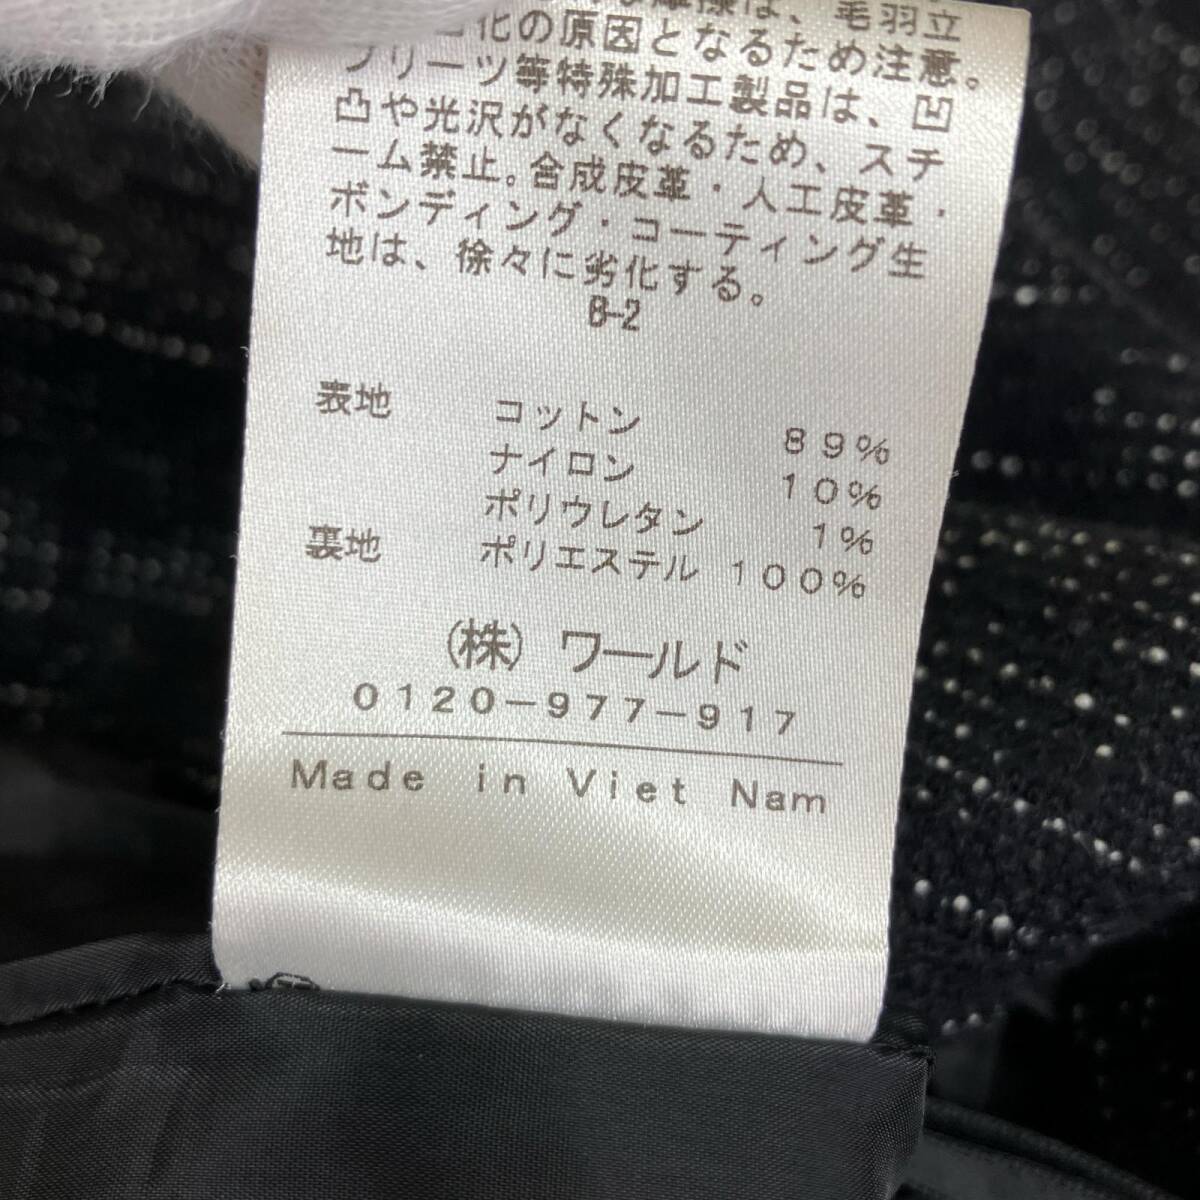 は、毛羽立
化の原因となるため注意。
プリーツ等特殊加工製品は、凹
凸や光沢がなくなるため、スチ
ーム禁止。合成皮革・人工皮革・
ボンディング・コーティング生
地は、徐々に劣化する。
B-2
表地 コットン 89%
ナイロン 10%
ポリウレタン 1%
裏地 ポリエステル 100%
(株) ワールド
0120-977-917
Made in Viet Nam